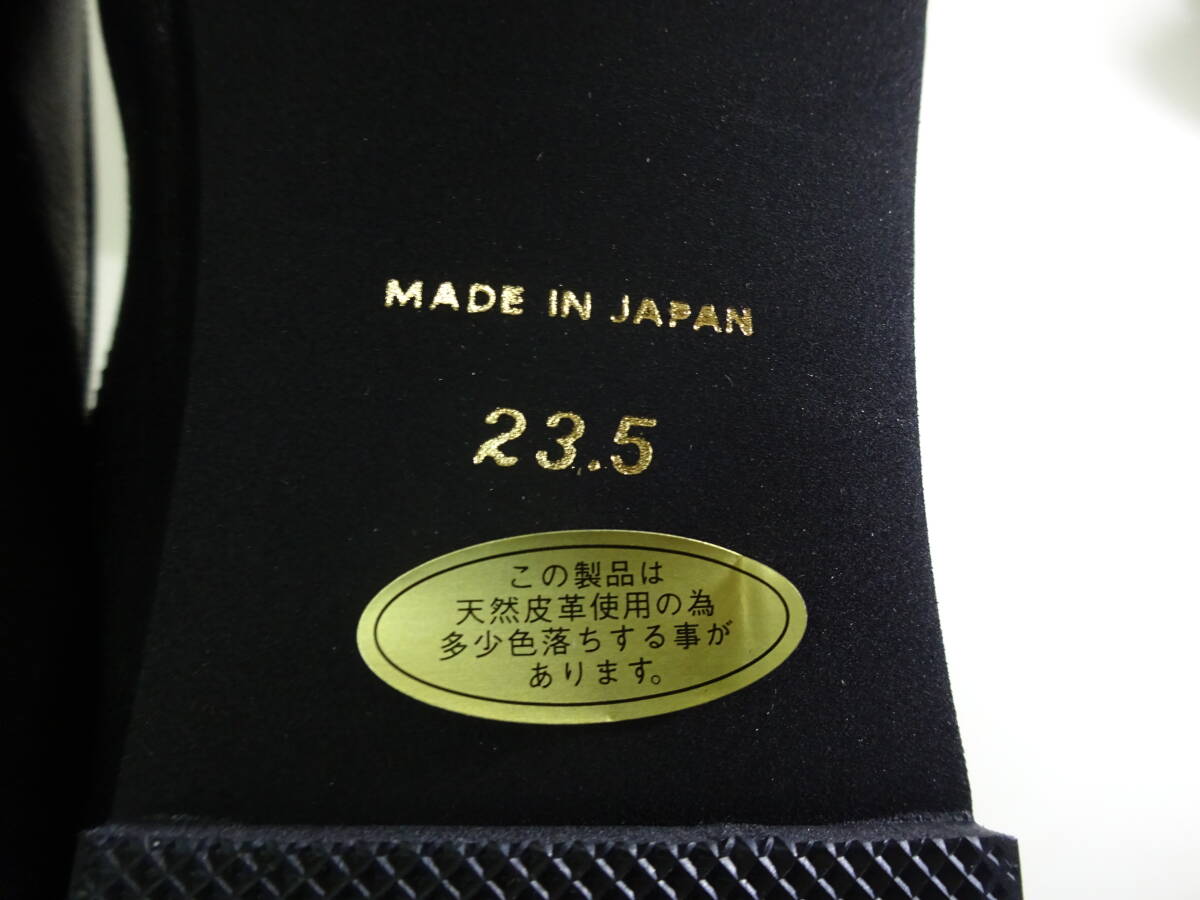 MADE IN JAPAN
23.5
この製品は
天然皮革使用の為
多少色落ちする事が
あります。